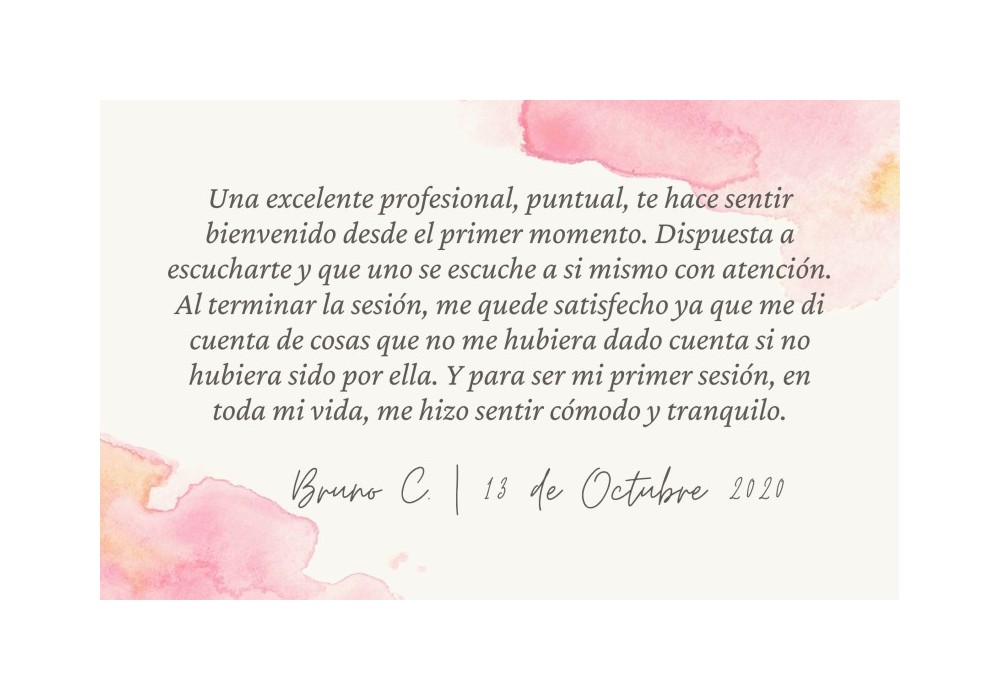 Una excelente profesional, puntual, te hace sentir
bienvenido desde el primer momento. Dispuesta a
escucharte y que uno se escuche a si mismo con atención.
Al terminar la sesión, me quede satisfecho ya que me di
cuenta de cosas que no me hubiera dado cuenta si no
hubiera sido por ella. Y para ser mi primer sesión, en
toda mi vida, me hizo sentir cómodo y tranquilo.
Bruno C. | 13 de Octubre 2020